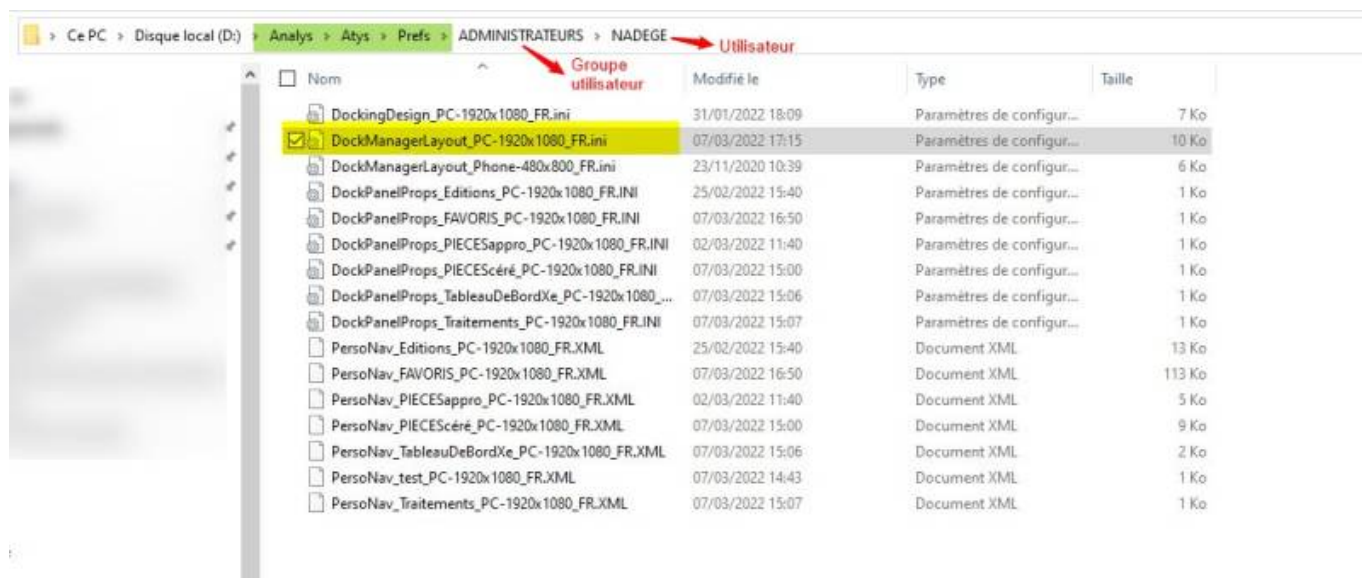 Ce PC > Disque local (D:) > Analys > Atys > Prefs > ADMINISTRATEURS > NADEGE
Utilisateur
Groupe
utilisateur
Nom Modifié le Type Taille
DockingDesign_PC-1920x1080_FR.ini 31/01/2022 18:09 Paramètres de configur... 7 Ko
DockManagerLayout_PC-1920x1080_FR.ini 07/03/2022 17:15 Paramètres de configur... 10 Ko
DockManagerLayout_Phone-480x800_FR.ini 23/11/2020 10:39 Paramètres de configur... 6 Ko
DockPanelProps_Editions_PC-1920x1080_FR.INI 25/02/2022 15:40 Paramètres de configur... 1 Ko
DockPanelProps_FAVORIS_PC-1920x1080_FR.INI 07/03/2022 16:50 Paramètres de configur... 1 Ko
DockPanelProps_PIECESappro_PC-1920x1080_FR.INI 02/03/2022 11:40 Paramètres de configur... 1 Ko
DockPanelProps_PIECEScéré_PC-1920x1080_FR.INI 07/03/2022 15:00 Paramètres de configur... 1 Ko
DockPanelProps_TableauDeBordXe_PC-1920x1080_... 07/03/2022 15:06 Paramètres de configur... 1 Ko
DockPanelProps_Traitements_PC-1920x1080_FR.INI 07/03/2022 15:07 Paramètres de configur... 1 Ko
PersoNav_Editions_PC-1920x1080_FR.XML 25/02/2022 15:40 Document XML 13 Ko
PersoNav_FAVORIS_PC-1920x1080_FR.XML 07/03/2022 16:50 Document XML 113 Ko
PersoNav_PIECESappro_PC-1920x1080_FR.XML 02/03/2022 11:40 Document XML 5 Ko
PersoNav_PIECEScéré_PC-1920x1080_FR.XML 07/03/2022 15:00 Document XML 9 Ko
PersoNav_TableauDeBordXe_PC-1920x1080_FR.XML 07/03/2022 15:06 Document XML 2 Ko
PersoNav_test_PC-1920x1080_FR.XML 07/03/2022 14:43 Document XML 1 Ko
PersoNav_Traitements_PC-1920x1080_FR.XML 07/03/2022 15:07 Document XML 1 Ko